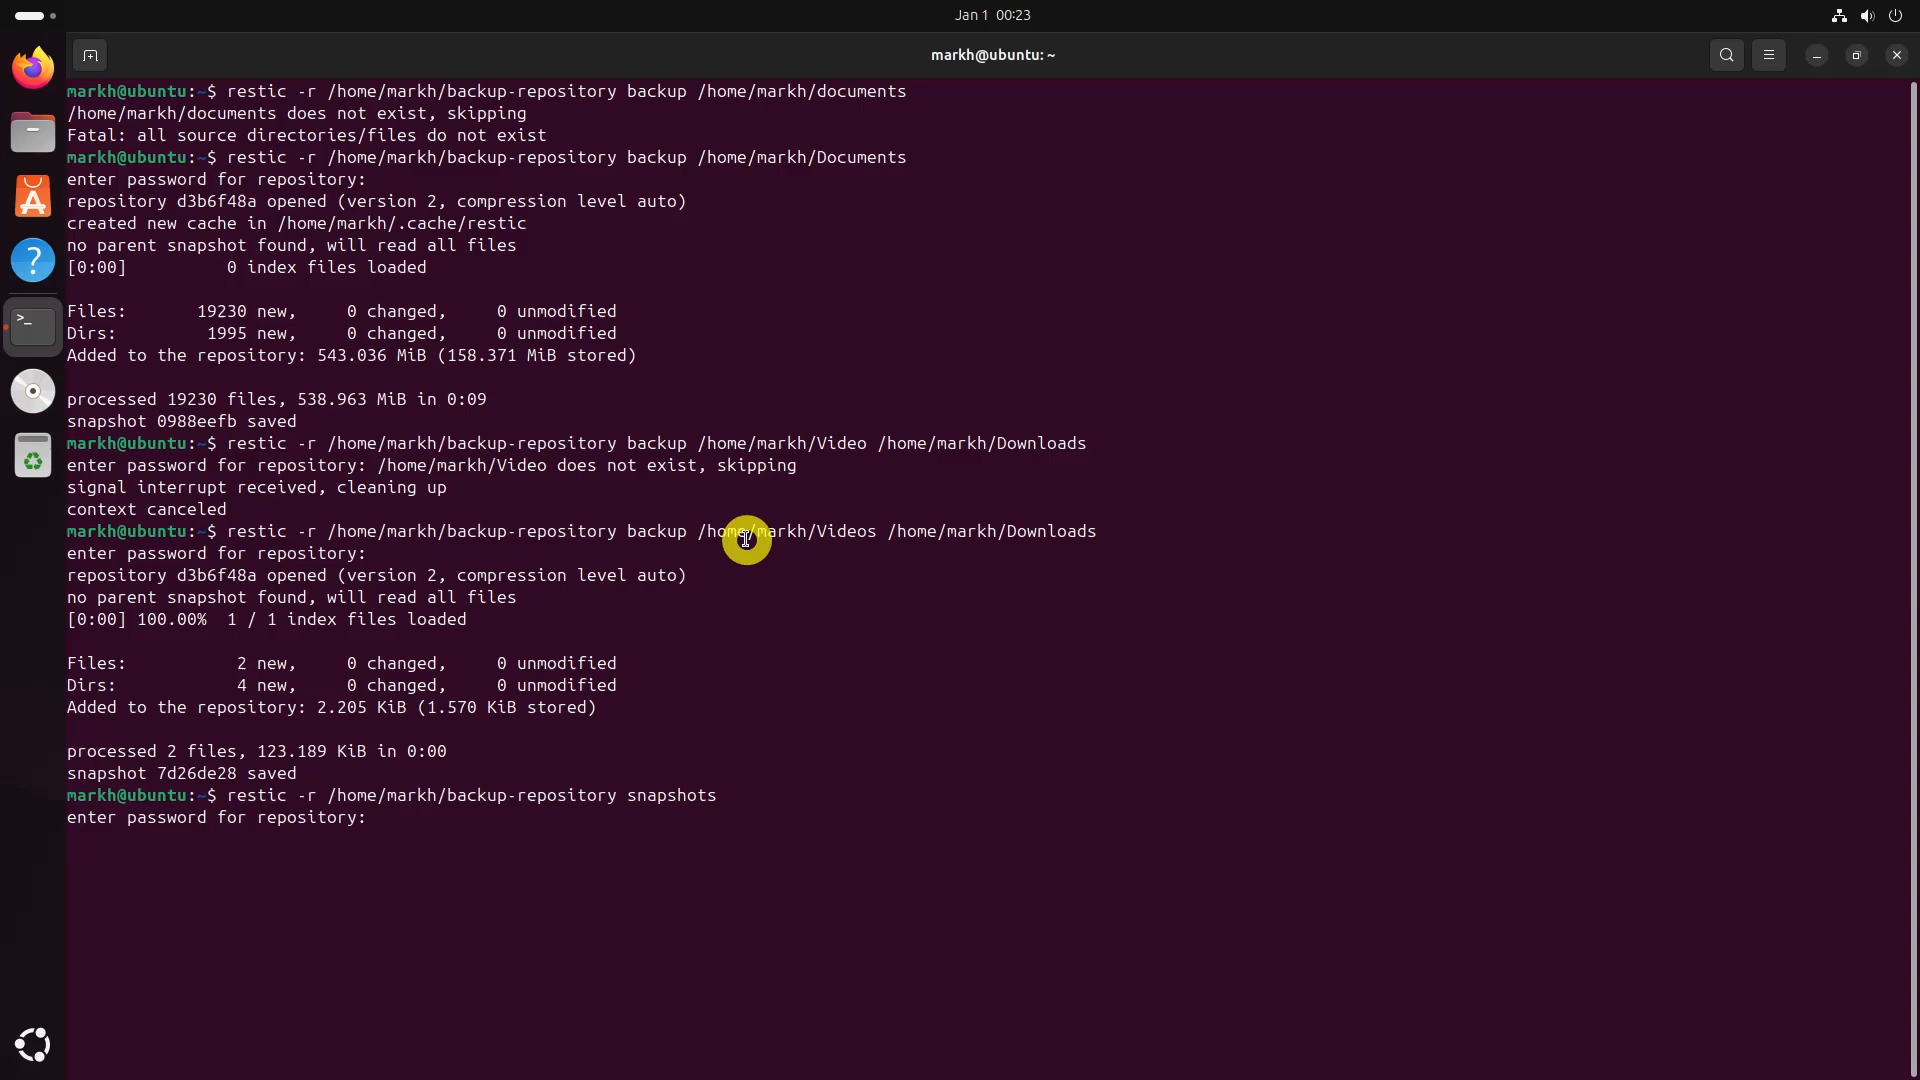 Jan 1 00:23
markh@ubuntu: ~
markh@ubuntu:~$ restic -r /home/markh/backup-repository backup /home/markh/documents
/home/markh/documents does not exist, skipping
Fatal: all source directories/files do not exist
markh@ubuntu:~$ restic -r /home/markh/backup-repository backup /home/markh/Documents
enter password for repository:
repository d3b6f48a opened (version 2, compression level auto)
created new cache in /home/markh/.cache/restic
no parent snapshot found, will read all files
[0:00]          0 index files loaded
Files:       19230 new,     0 changed,     0 unmodified
Dirs:         1995 new,     0 changed,     0 unmodified
Added to the repository: 543.036 MiB (158.371 MiB stored)
processed 19230 files, 538.963 MiB in 0:09
snapshot 0988eefb saved
markh@ubuntu:~$ restic -r /home/markh/backup-repository backup /home/markh/Video /home/markh/Downloads
enter password for repository: /home/markh/Video does not exist, skipping
signal interrupt received, cleaning up
context canceled
markh@ubuntu:~$ restic -r /home/markh/backup-repository backup /home/markh/Videos /home/markh/Downloads
enter password for repository:
repository d3b6f48a opened (version 2, compression level auto)
no parent snapshot found, will read all files
[0:00] 100.00%  1 / 1 index files loaded
Files:           2 new,     0 changed,     0 unmodified
Dirs:            4 new,     0 changed,     0 unmodified
Added to the repository: 2.205 KiB (1.570 KiB stored)
processed 2 files, 123.189 KiB in 0:00
snapshot 7d26de28 saved
markh@ubuntu:~$ restic -r /home/markh/backup-repository snapshots
enter password for repository: